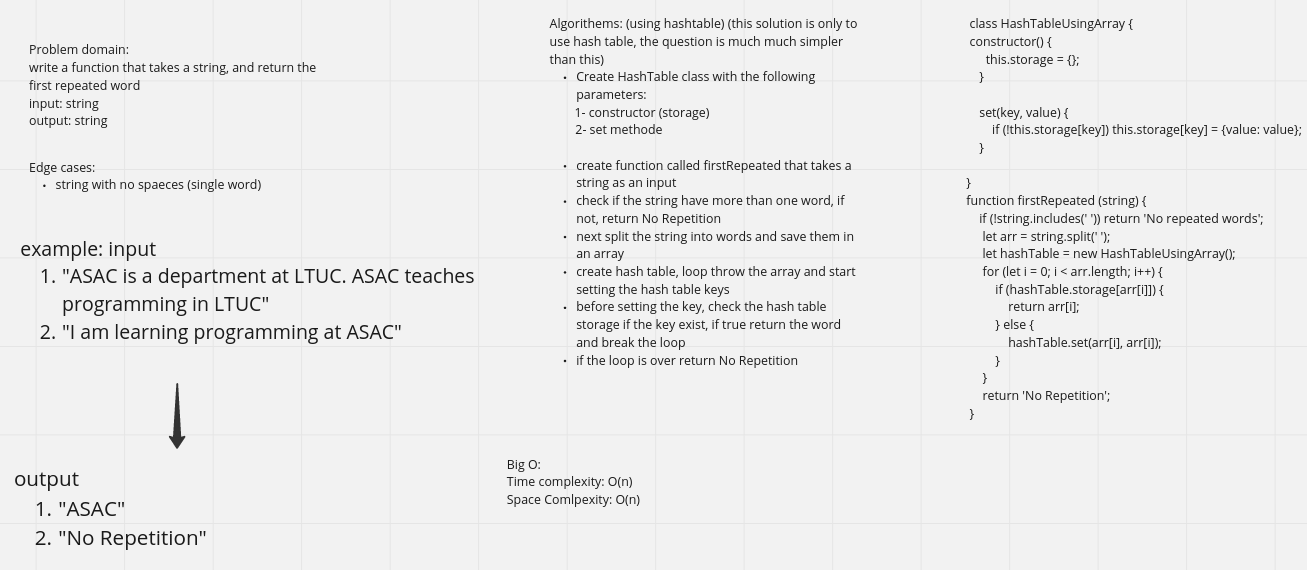 Problem domain:
write a function that takes a string, and return the
first repeated word
input: string
output: string
Edge cases:
• string with no spaeces (single word)
example: input
1. "ASAC is a department at LTUC. ASAC teaches
programming in LTUC"
2. "I am learning programming at ASAC"
output
1. "ASAC"
2. "No Repetition"
Algorithems: (using hashtable) (this solution is only to
use hash table, the question is much much simpler
than this)
• Create HashTable class with the following
parameters:
1- constructor (storage)
2- set methode
• create function called firstRepeated that takes a
string as an input
• check if the string have more than one word, if
not, return No Repetition
• next split the string into words and save them in
an array
• create hash table, loop throw the array and start
setting the hash table keys
• before setting the key, check the hash table
storage if the key exist, if true return the word
and break the loop
• if the loop is over return No Repetition
Big O:
Time complexity: O(n)
Space Comlpexity: O(n)
class HashTableUsingArray {
constructor() {
this.storage = {};
}
set(key, value) {
if (!this.storage[key]) this.storage[key] = {value: value};
}
}
function firstRepeated (string) {
if (!string.includes(' ')) return 'No repeated words';
let arr = string.split(' ');
let hashTable = new HashTableUsingArray();
for (let i = 0; i < arr.length; i++) {
if (hashTable.storage[arr[i]]) {
return arr[i];
} else {
hashTable.set(arr[i], arr[i]);
}
}
return 'No Repetition';
}